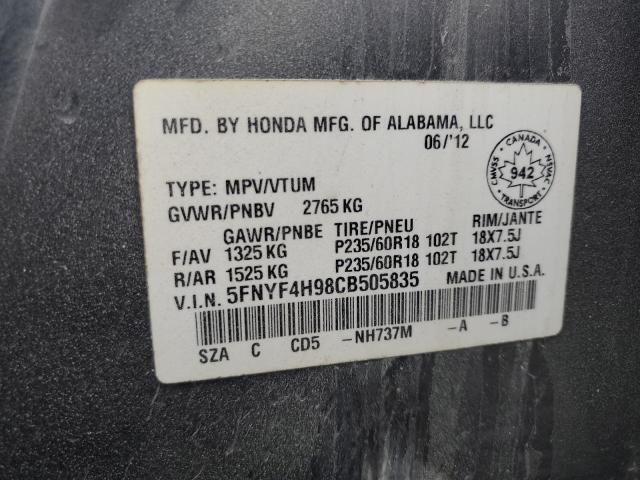 MFD. BY HONDA MFG. OF ALABAMA, LLC
06/'12
CANADA
CMVSS 942 NSVAC
TRANSPORT
TYPE: MPV/VTUM
GVWR/PNBV 2765 KG
GAWR/PNBE TIRE/PNEU RIM/JANTE
F/AV 1325 KG P235/60R18 102T 18X7.5J
R/AR 1525 KG P235/60R18 102T 18X7.5J
V.I.N. 5FNYF4H98CB505835 MADE IN U.S.A.
SZA C CD5 -NH737M -A -B